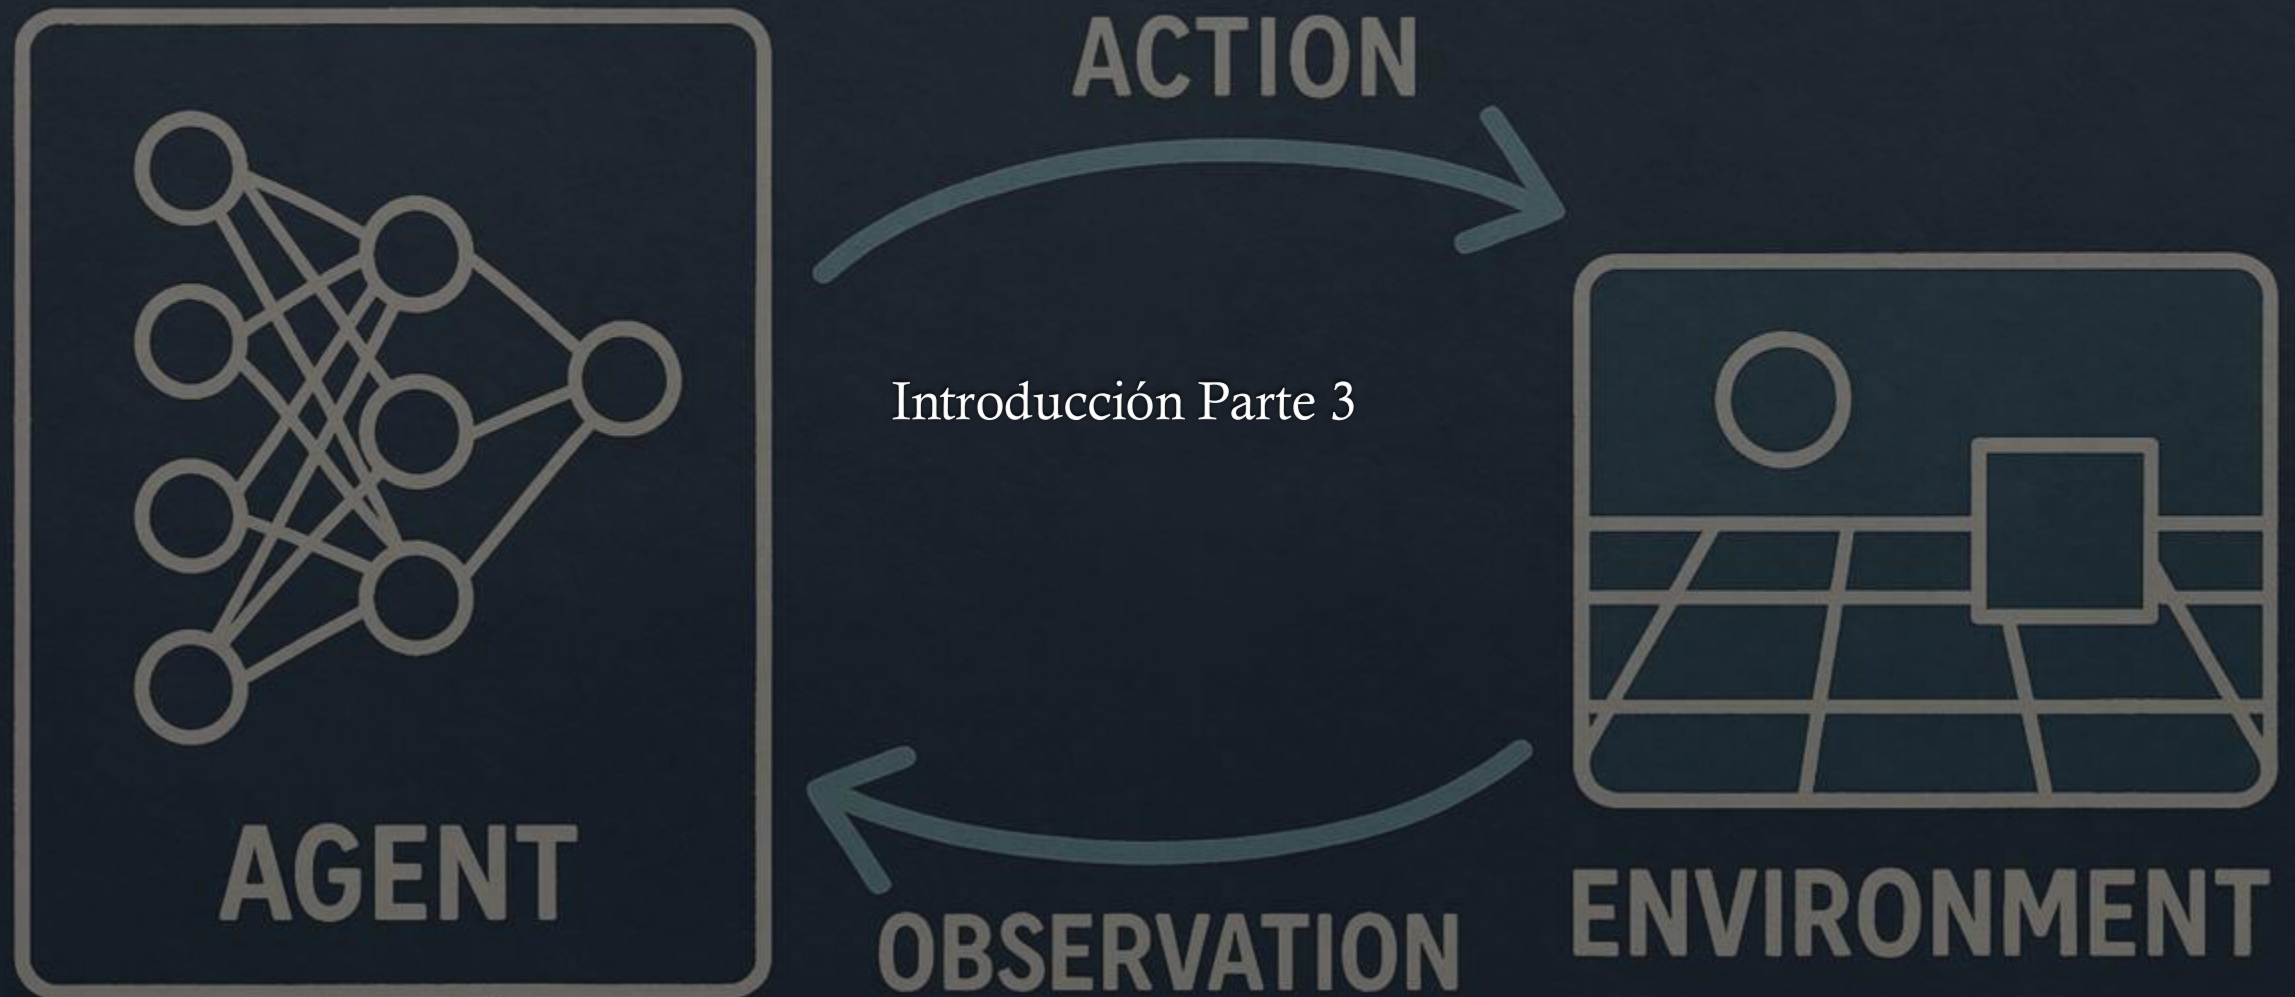 ACTION
Introducción Parte 3
AGENT
OBSERVATION
ENVIRONMENT